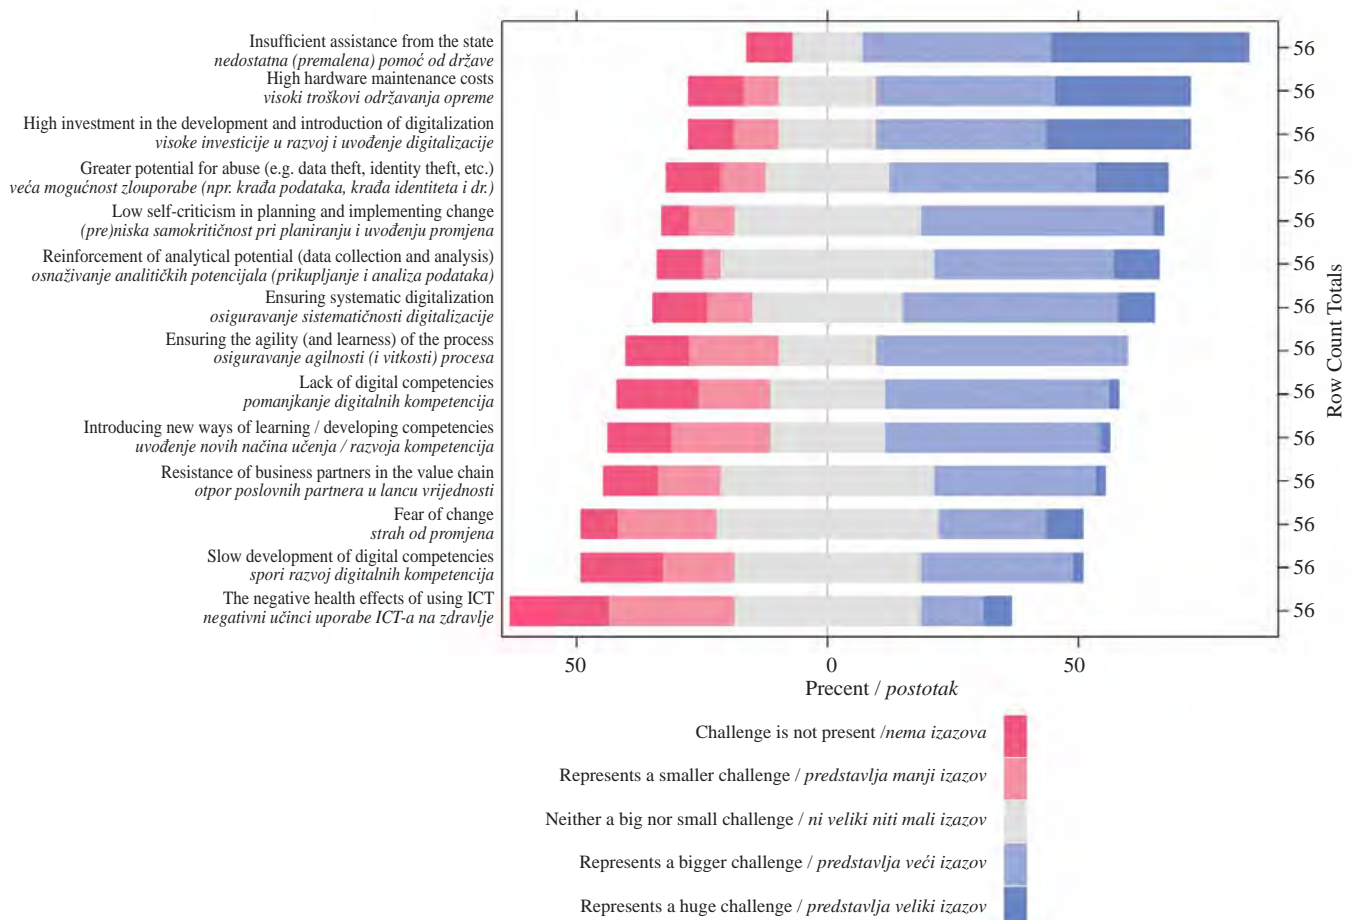 Insufficient assistance from the state
nedostatna (premalena) pomoć od države
56
High hardware maintenance costs
visoki troškovi održavanja opreme
56
High investment in the development and introduction of digitalization
visoke investicije u razvoj i uvođenje digitalizacije
56
Greater potential for abuse (e.g. data theft, identity theft, etc.)
veća mogućnost zlouporabe (npr. krađa podataka, krađa identiteta i dr.)
56
Low self-criticism in planning and implementing change
(pre)niska samokritičnost pri planiranju i uvođenju promjena
56
Reinforcement of analytical potential (data collection and analysis)
osnaživanje analitičkih potencijala (prikupljanje i analiza podataka)
56
Ensuring systematic digitalization
osiguravanje sistematičnosti digitalizacije
56
Ensuring the agility (and learness) of the process
osiguravanje agilnosti (i vitkosti) procesa
56
Lack of digital competencies
pomanjkanje digitalnih kompetencija
56
Introducing new ways of learning / developing competencies
uvođenje novih načina učenja / razvoja kompetencija
56
Resistance of business partners in the value chain
otpor poslovnih partnera u lancu vrijednosti
56
Fear of change
strah od promjena
56
Slow development of digital competencies
spori razvoj digitalnih kompetencija
56
The negative health effects of using ICT
negativni učinci uporabe ICT-a na zdravlje
56
Row Count Totals
50 0 50
Precent / postotak
Challenge is not present /nema izazova
Represents a smaller challenge / predstavlja manji izazov
Neither a big nor small challenge / ni veliki niti mali izazov
Represents a bigger challenge / predstavlja veći izazov
Represents a huge challenge / predstavlja veliki izazov